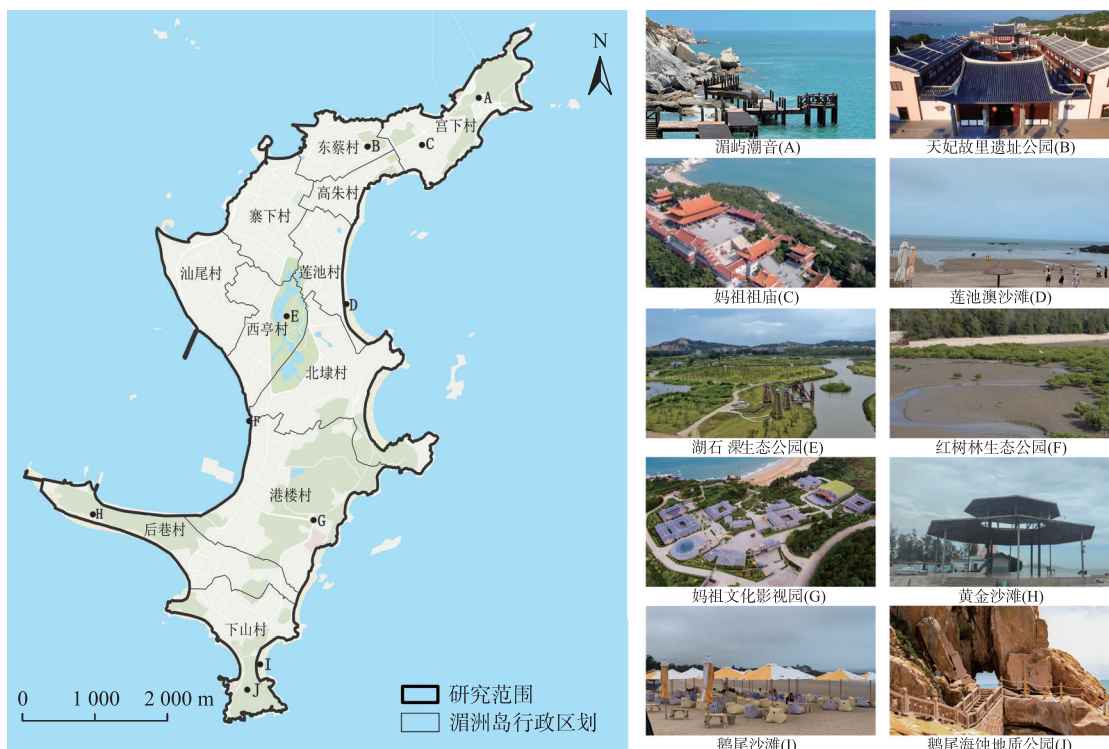 N
A
宫下村
东蔡村
B
C
高朱村
寨下村
汕尾村
莲池村
D
西亭村
E
北埭村
F
港楼村
H
后巷村
G
下山村
I
J
0 1 000 2 000 m
研究范围
湄洲岛行政区划
湄屿潮音(A)
天妃故里遗址公园(B)
妈祖祖庙(C)
莲池澳沙滩(D)
湖石 槺生态公园(E)
红树林生态公园(F)
妈祖文化影视园(G)
黄金沙滩(H)
鹅尾沙滩(I)
鹅尾海蚀地质公园(J)